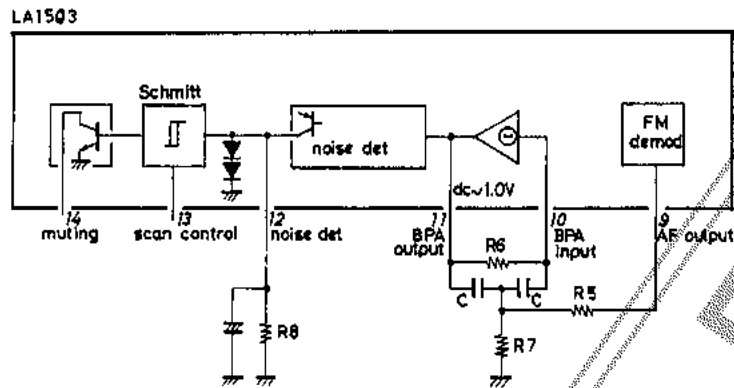 LA1503
Schmitt
noise det
FM
demod
dc~1.0V
14
13
12
11
10
9
muting
scan control
noise det
BPA
output
BPA
input
AF output
R6
C
C
R5
R8
R7